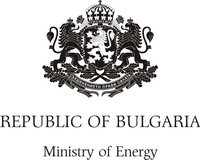 REPUBLIC OF BULGARIA
Ministry of Energy